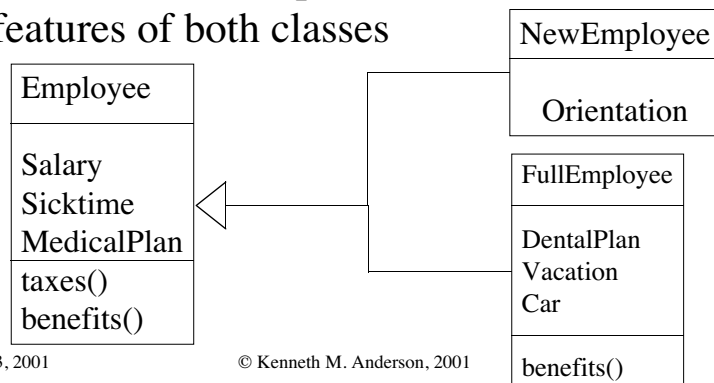 features of both classes
Employee
Salary
Sicktime
MedicalPlan
taxes()
benefits()
NewEmployee
Orientation
FullEmployee
DentalPlan
Vacation
Car
benefits()
, 2001
© Kenneth M. Anderson, 2001